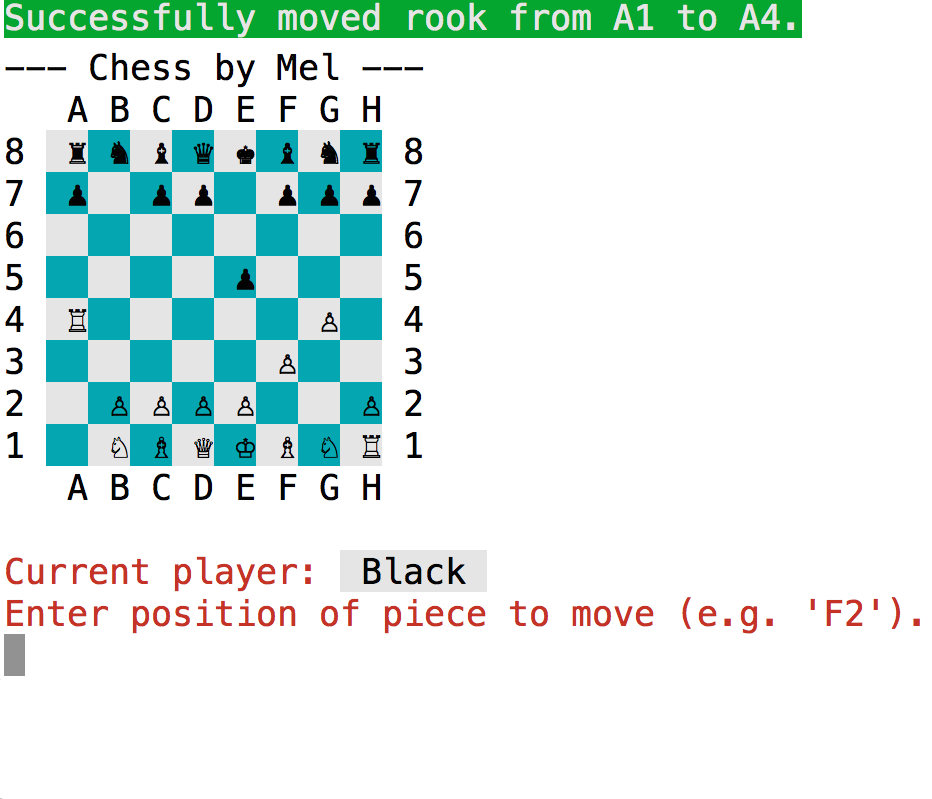 Successfully moved rook from A1 to A4.
--- Chess by Mel ---
A B C D E F G H
8 ♜ ♞ ♝ ♛ ♚ ♝ ♞ ♜ 8
7 ♟ ♟ ♟ ♟ ♟ ♟ 7
6 6
5 ♟ 5
4 ♖ ♙ 4
3 ♙ 3
2 ♙ ♙ ♙ ♙ ♙ 2
1 ♘ ♗ ♕ ♔ ♗ ♘ ♖ 1
A B C D E F G H
Current player: Black
Enter position of piece to move (e.g. 'F2').